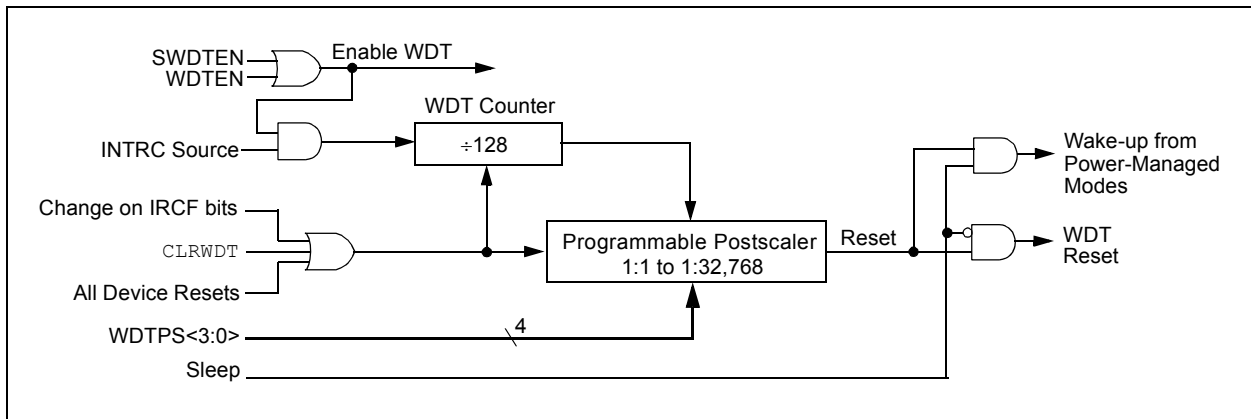 SWDTEN
WDTEN
Enable WDT
WDT Counter
INTRC Source
÷128
Wake-up from
Power-Managed
Modes
Change on IRCF bits
CLRWDT
All Device Resets
Programmable Postscaler
1:1 to 1:32,768
Reset
WDT
Reset
WDTPS<3:0>
4
Sleep